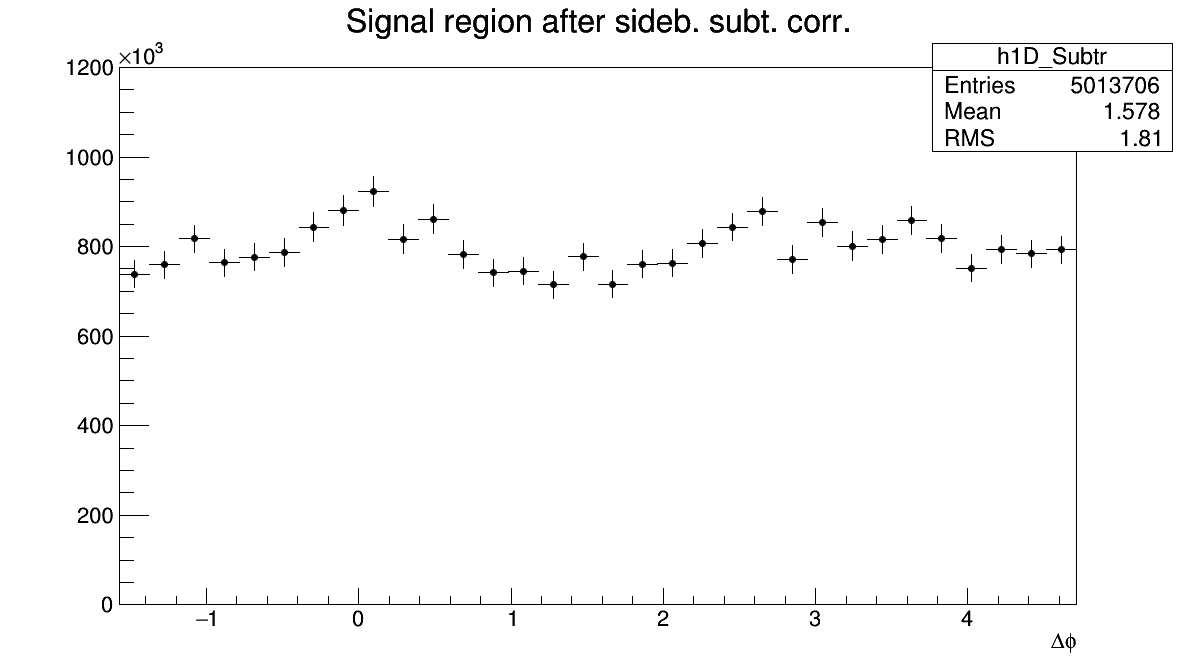 Signal region after sideb. subt. corr.
×10³
h1D_Subtr
Entries 5013706
Mean 1.578
RMS 1.81
1200
1000
800
600
400
200
0
−1 0 1 2 3 4
Δϕ